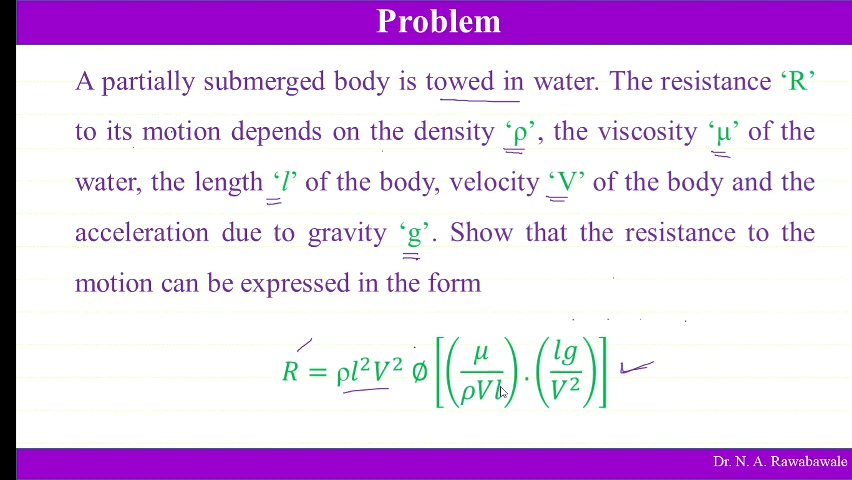 Problem
A partially submerged body is towed in water. The resistance ‘R’
to its motion depends on the density ‘ρ’, the viscosity ‘μ’ of the
water, the length ‘l’ of the body, velocity ‘V’ of the body and the
acceleration due to gravity ‘g’. Show that the resistance to the
motion can be expressed in the form
R = ρl²V² ∅ [(μ/ρVl) . (lg/V²)]
Dr. N. A. Rawabawale